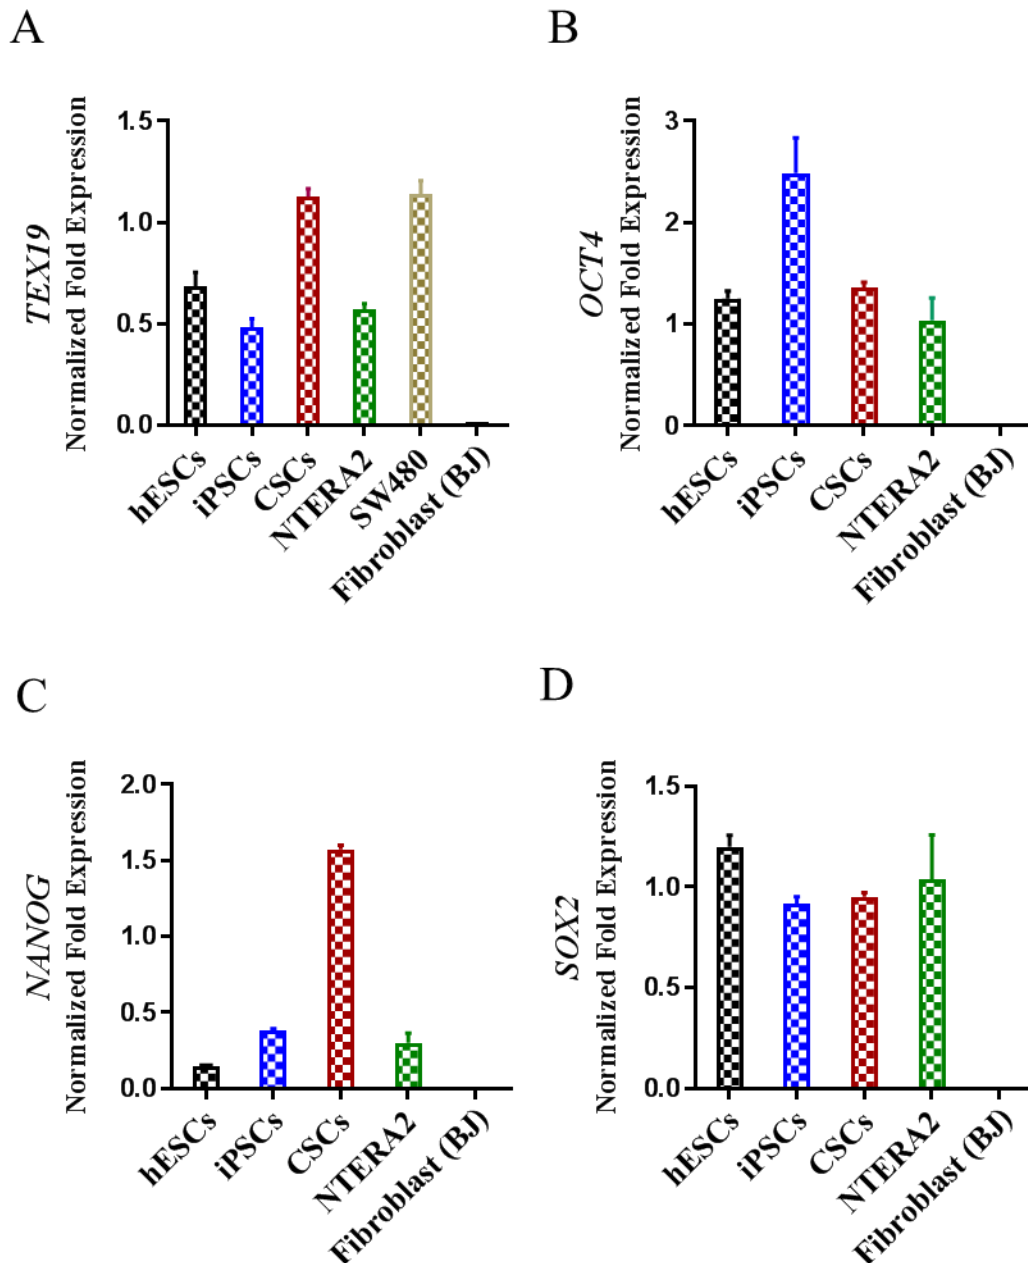 A
TEX19
Normalized Fold Expression
1.5
1.0
0.5
0.0
hESCs
iPSCs
CSCs
NTERA2
SW480
Fibroblast (BJ)
B
OCT4
Normalized Fold Expression
3
2
1
0
hESCs
iPSCs
CSCs
NTERA2
Fibroblast (BJ)
C
NANOG
Normalized Fold Expression
2.0
1.5
1.0
0.5
0.0
hESCs
iPSCs
CSCs
NTERA2
Fibroblast (BJ)
D
SOX2
Normalized Fold Expression
1.5
1.0
0.5
0.0
hESCs
iPSCs
CSCs
NTERA2
Fibroblast (BJ)